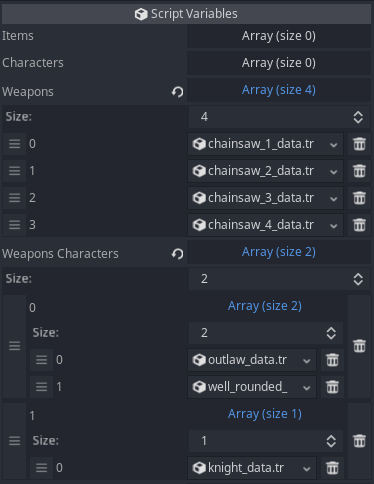 Script Variables
Items Array (size 0)
Characters Array (size 0)
Weapons Array (size 4)
Size: 4
0 chainsaw_1_data.tr
1 chainsaw_2_data.tr
2 chainsaw_3_data.tr
3 chainsaw_4_data.tr
Weapons Characters Array (size 2)
Size: 2
0 Array (size 2)
Size: 2
0 outlaw_data.tr
1 well_rounded_
1 Array (size 1)
Size: 1
0 knight_data.tr